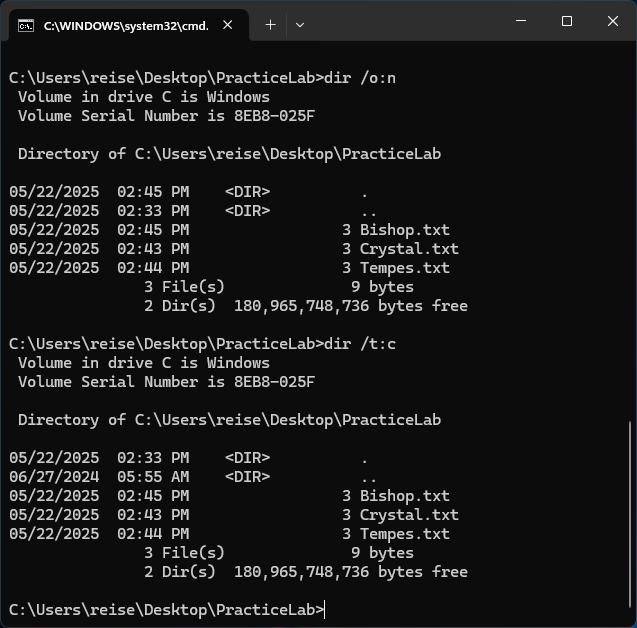 C:\WINDOWS\system32\cmd.
C:\Users\reise\Desktop\PracticeLab>dir /o:n
 Volume in drive C is Windows
 Volume Serial Number is 8EB8-025F
 Directory of C:\Users\reise\Desktop\PracticeLab
05/22/2025  02:45 PM    <DIR>          .
05/22/2025  02:33 PM    <DIR>          ..
05/22/2025  02:45 PM                 3 Bishop.txt
05/22/2025  02:43 PM                 3 Crystal.txt
05/22/2025  02:44 PM                 3 Tempes.txt
               3 File(s)              9 bytes
               2 Dir(s)  180,965,748,736 bytes free
C:\Users\reise\Desktop\PracticeLab>dir /t:c
 Volume in drive C is Windows
 Volume Serial Number is 8EB8-025F
 Directory of C:\Users\reise\Desktop\PracticeLab
05/22/2025  02:33 PM    <DIR>          .
06/27/2024  05:55 AM    <DIR>          ..
05/22/2025  02:45 PM                 3 Bishop.txt
05/22/2025  02:43 PM                 3 Crystal.txt
05/22/2025  02:44 PM                 3 Tempes.txt
               3 File(s)              9 bytes
               2 Dir(s)  180,965,748,736 bytes free
C:\Users\reise\Desktop\PracticeLab>